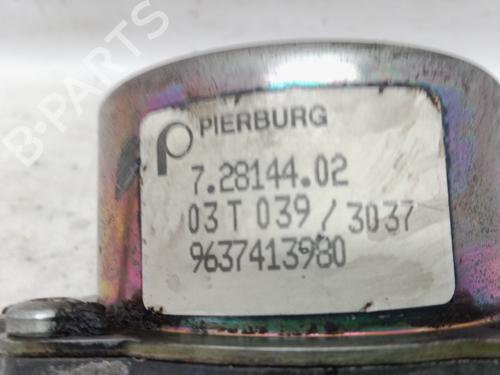 B-PARTS
PIERBURG
7.28144.02
03 T 039 / 3037
9637413980